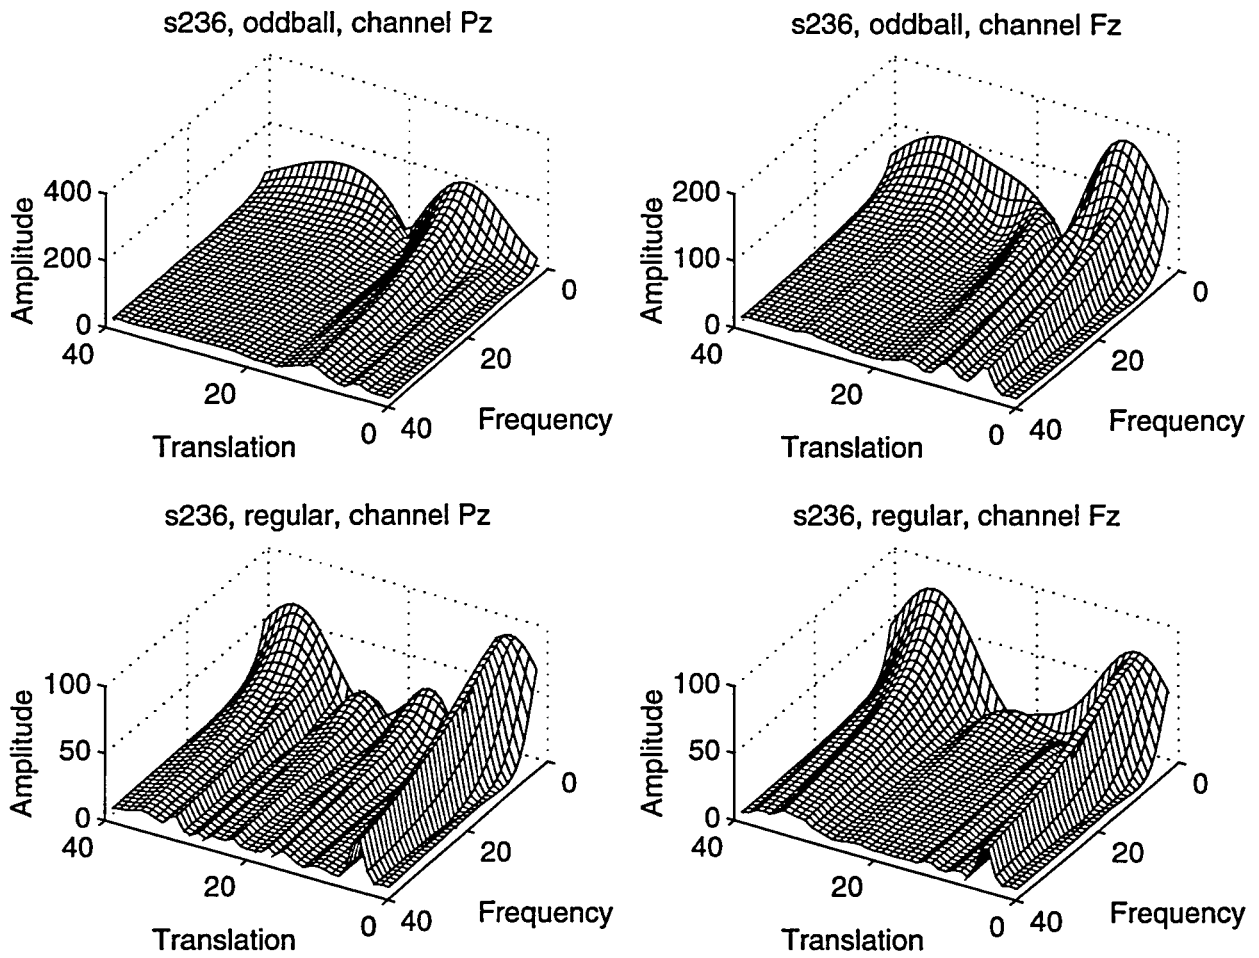 s236, oddball, channel Pz
400
200
0
Amplitude
40
20
0
Translation
40
20
0
Frequency
s236, oddball, channel Fz
200
100
0
Amplitude
40
20
0
Translation
40
20
0
Frequency
s236, regular, channel Pz
100
50
0
Amplitude
40
20
0
Translation
40
20
0
Frequency
s236, regular, channel Fz
100
50
0
Amplitude
40
20
0
Translation
40
20
0
Frequency